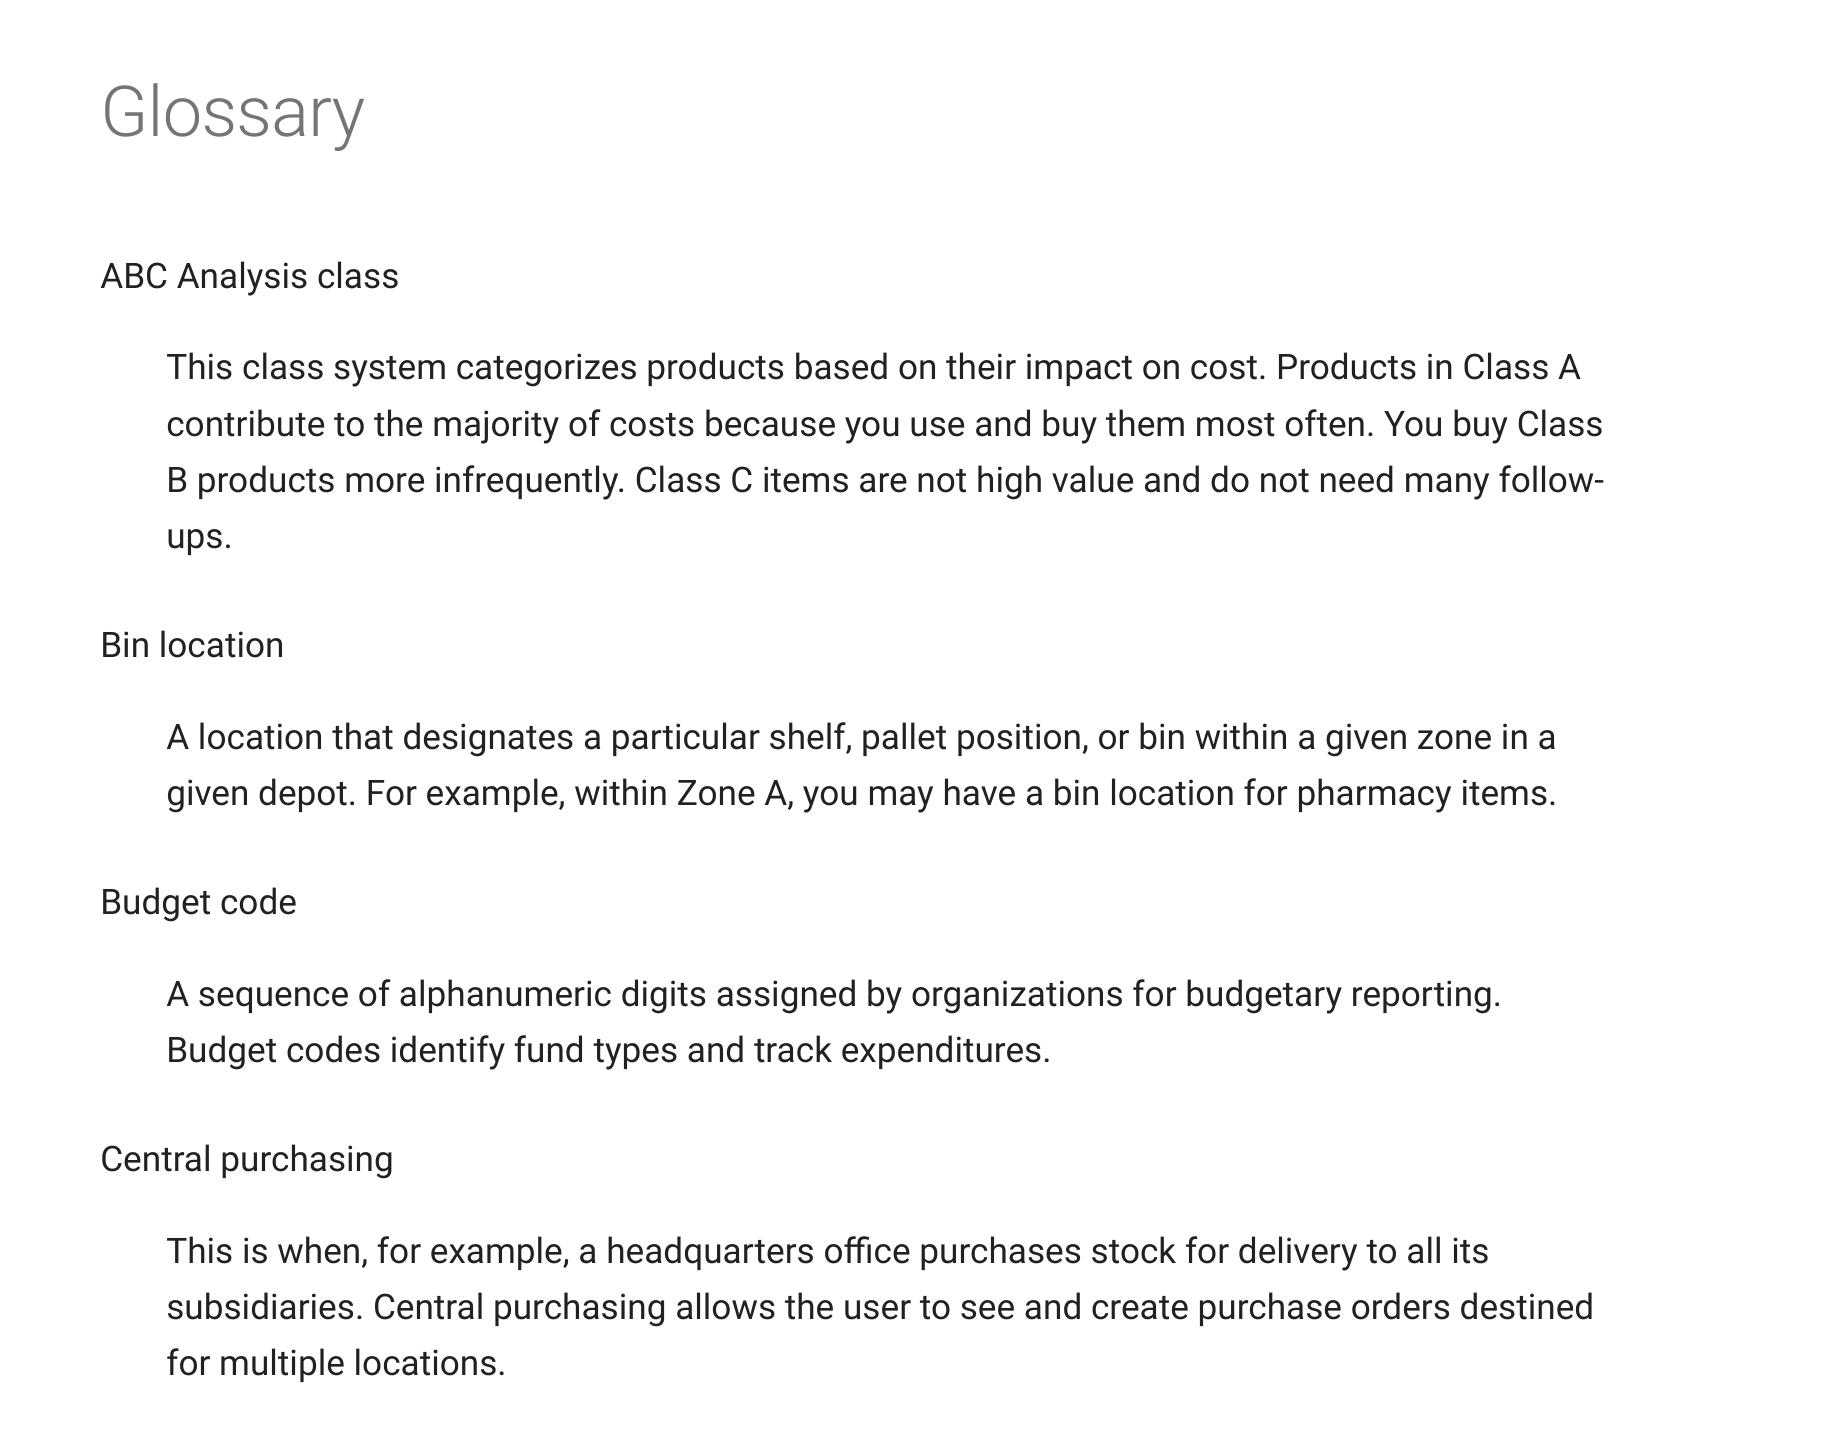 Glossary
ABC Analysis class
This class system categorizes products based on their impact on cost. Products in Class A
contribute to the majority of costs because you use and buy them most often. You buy Class
B products more infrequently. Class C items are not high value and do not need many follow-
ups.
Bin location
A location that designates a particular shelf, pallet position, or bin within a given zone in a
given depot. For example, within Zone A, you may have a bin location for pharmacy items.
Budget code
A sequence of alphanumeric digits assigned by organizations for budgetary reporting.
Budget codes identify fund types and track expenditures.
Central purchasing
This is when, for example, a headquarters office purchases stock for delivery to all its
subsidiaries. Central purchasing allows the user to see and create purchase orders destined
for multiple locations.